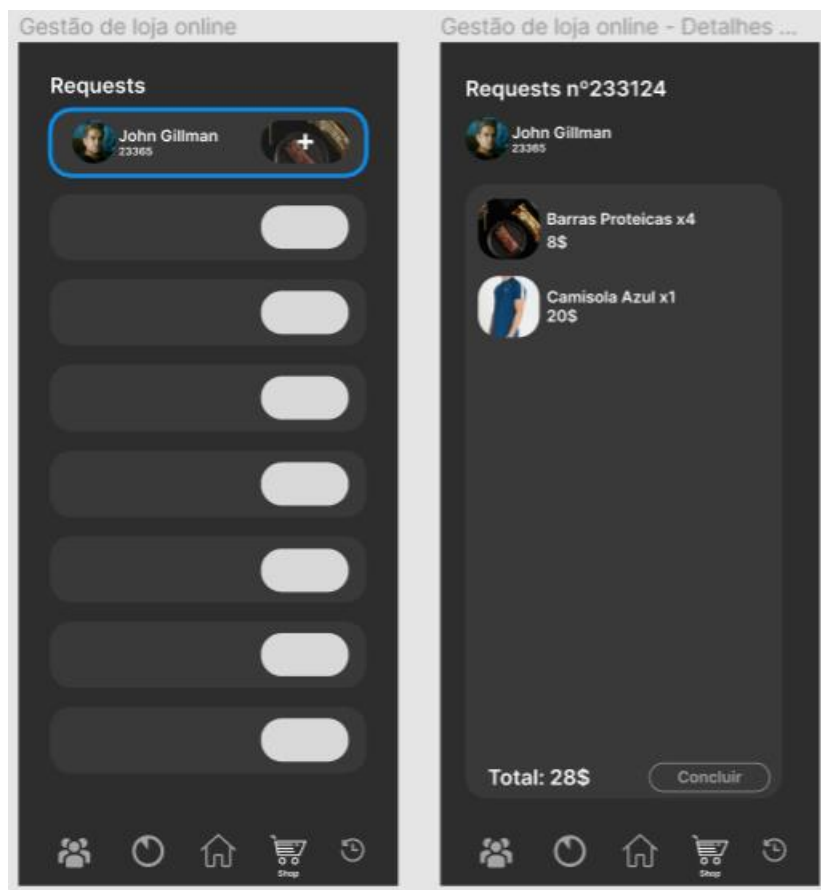 Gestão de loja online
Requests
John Gillman
23365
Shop
Gestão de loja online - Detalhes ...
Requests nº233124
John Gillman
23365
Barras Proteicas x4
8$
Camisola Azul x1
20$
Total: 28$
Concluir
Shop